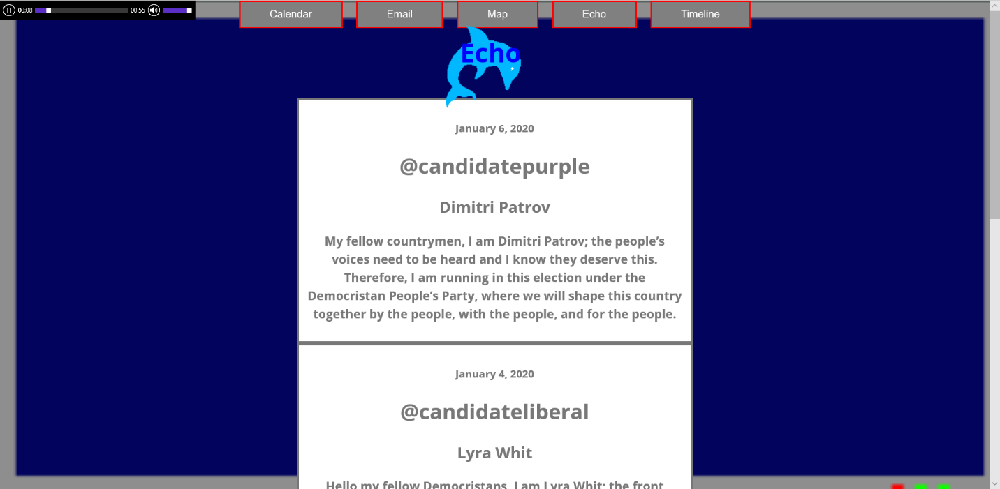 00:08 00:55
Calendar Email Map Echo Timeline
Echo
January 6, 2020
@candidatepurple
Dimitri Patrov
My fellow countrymen, I am Dimitri Patrov; the people’s
voices need to be heard and I know they deserve this.
Therefore, I am running in this election under the
Democristan People’s Party, where we will shape this country
together by the people, with the people, and for the people.
January 4, 2020
@candidateliberal
Lyra Whit
Hello my fellow Democristans, I am Lyra Whit; the front